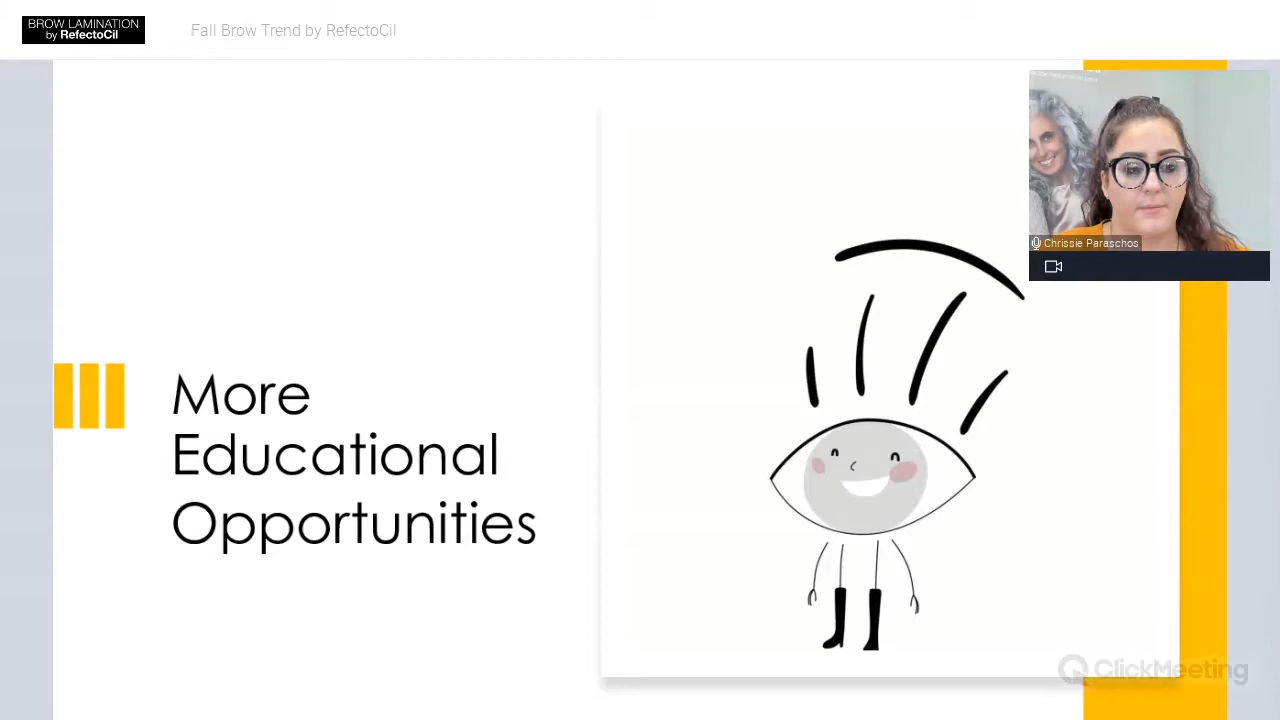 BROW LAMINATION
by RefectoCil
Fall Brow Trend by RefectoCil
Chrissie Paraschos
More
Educational
Opportunities
ClickMeeting